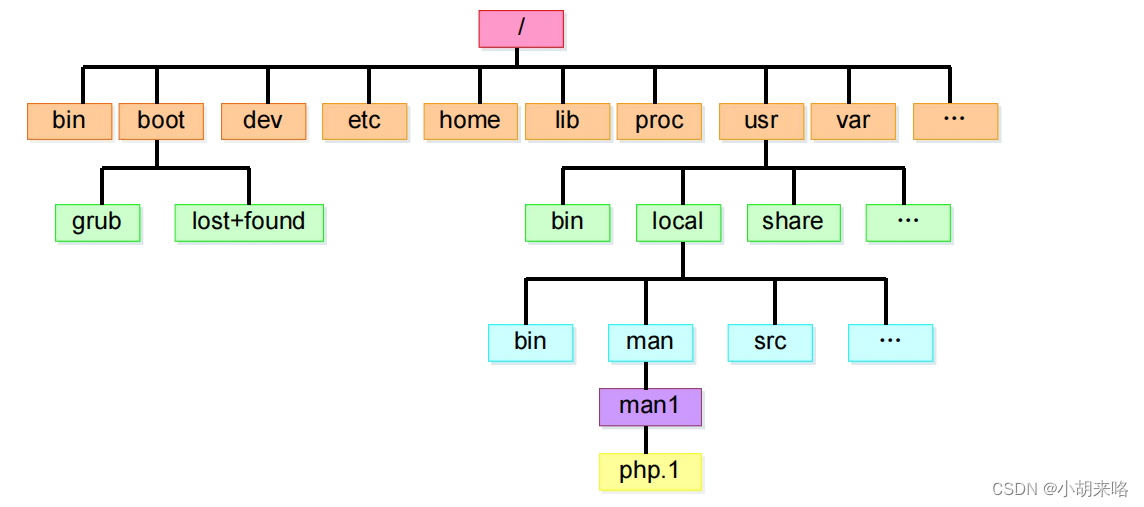 /
bin boot dev etc home lib proc usr var ...
grub lost+found bin local share ...
bin man src ...
man1
php.1
CSDN @小胡来咯